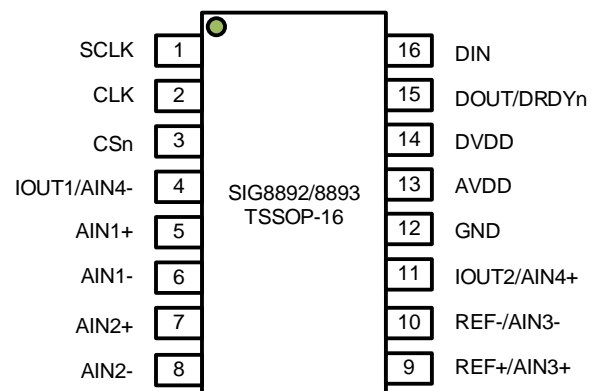 SCLK 1 16 DIN
CLK 2 15 DOUT/DRDYn
CSn 3 14 DVDD
IOUT1/AIN4- 4 13 AVDD
SIG8892/8893
TSSOP-16
AIN1+ 5 12 GND
AIN1- 6 11 IOUT2/AIN4+
AIN2+ 7 10 REF-/AIN3-
AIN2- 8 9 REF+/AIN3+